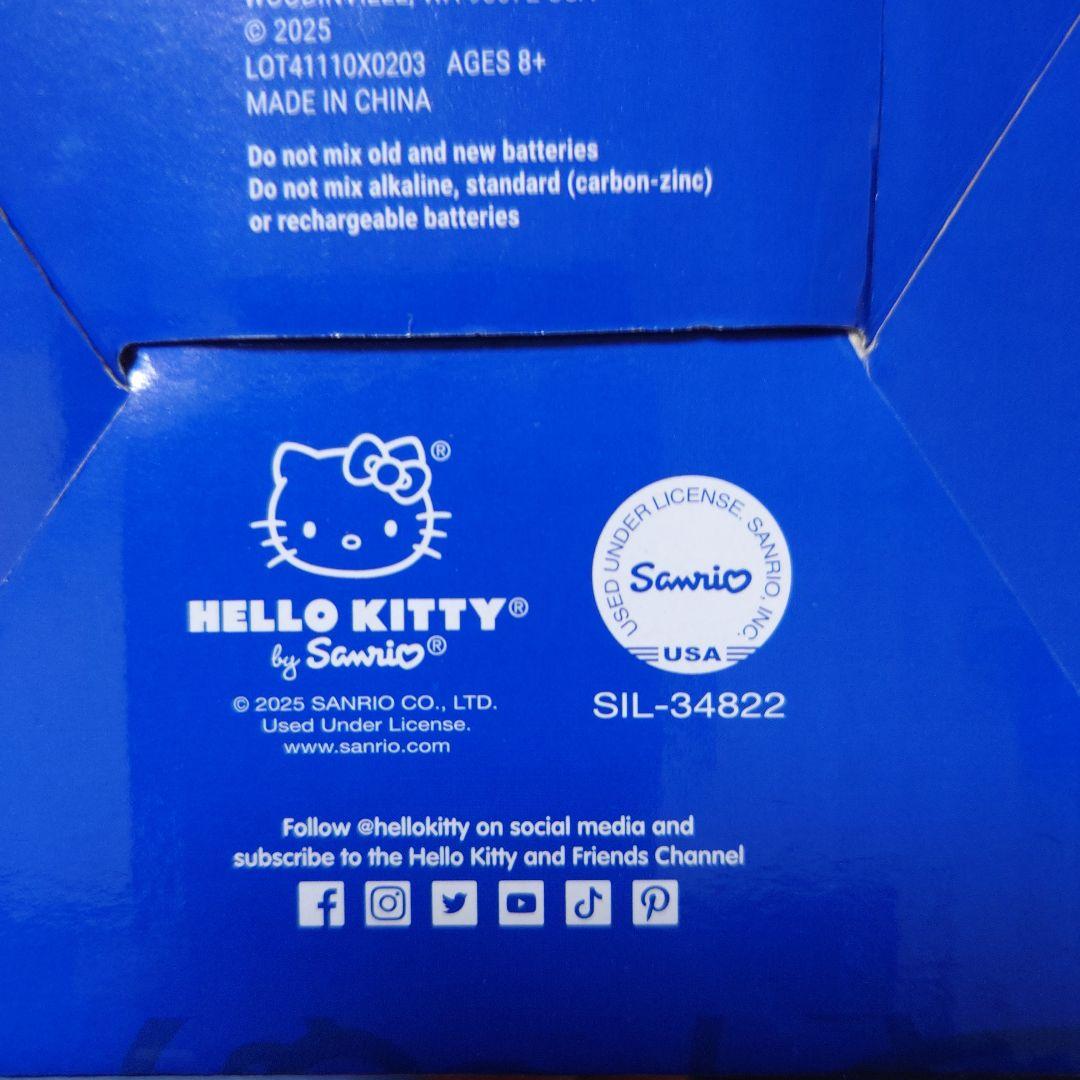 © 2025
LOT41110X0203 AGES 8+
MADE IN CHINA
Do not mix old and new batteries
Do not mix alkaline, standard (carbon-zinc)
or rechargeable batteries
®
HELLO KITTY®
by Sanrio®
© 2025 SANRIO CO., LTD.
Used Under License.
www.sanrio.com
USED UNDER LICENSE. SANRIO, INC.
Sanrio
USA
SIL-34822
Follow @hellokitty on social media and
subscribe to the Hello Kitty and Friends Channel